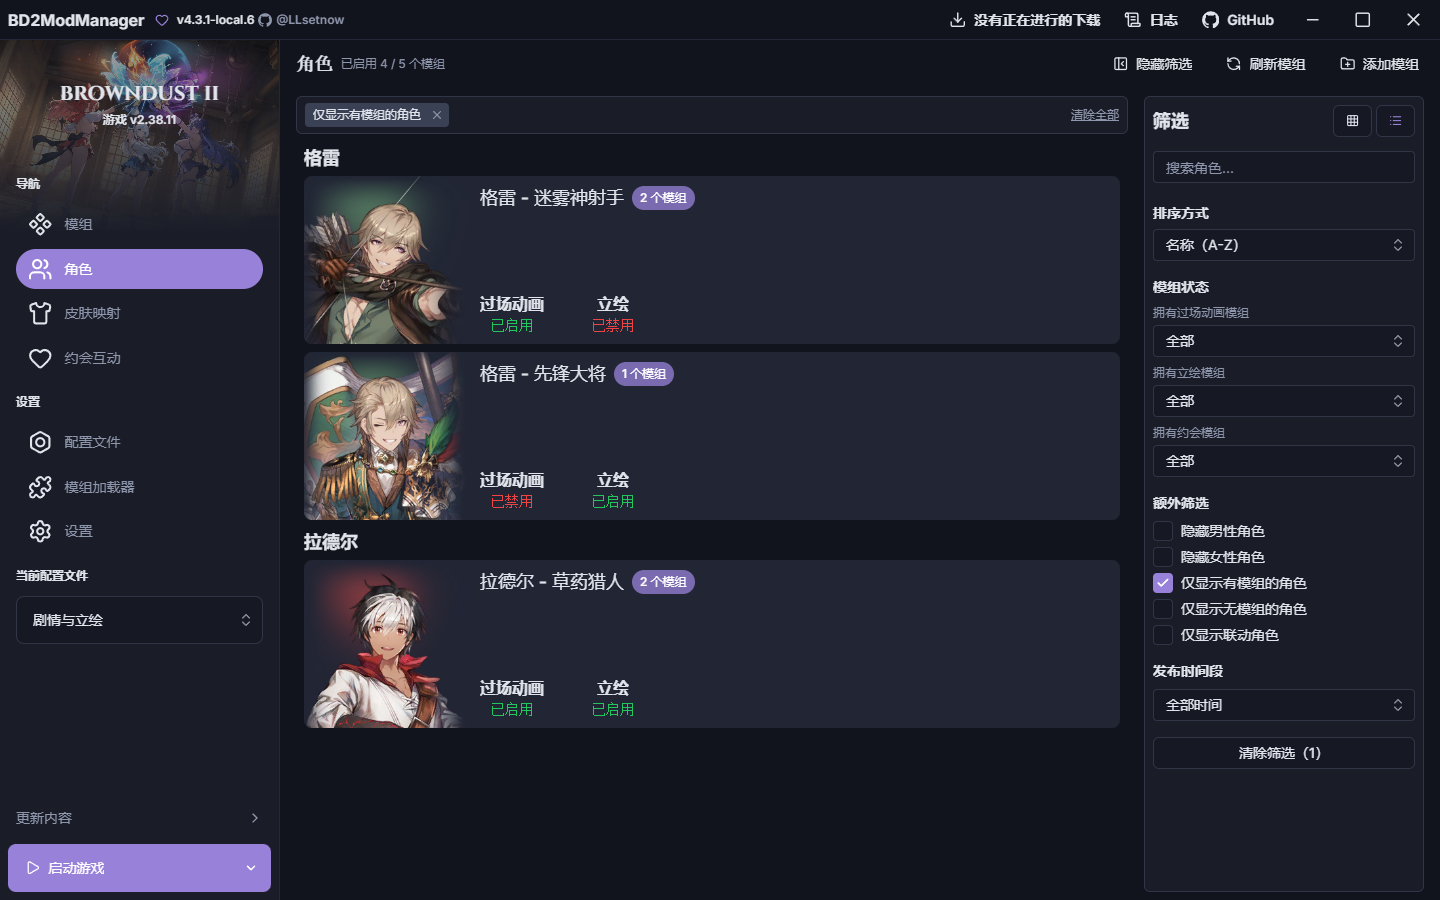 BD2ModManager v4.3.1-local.6 @LLsetnow
没有正在进行的下载 日志 GitHub
BROWNDUST II
游戏 v2.38.11
导航
模组
角色
皮肤映射
约会互动
设置
配置文件
模组加载器
设置
当前配置文件
剧情与立绘
更新内容
启动游戏
角色 已启用 4 / 5 个模组
隐藏筛选 刷新模组 添加模组
仅显示有模组的角色
清除全部
格雷
格雷 - 迷雾神射手 2 个模组
过场动画 立绘
已启用 已禁用
格雷 - 先锋大将 1 个模组
过场动画 立绘
已禁用 已启用
拉德尔
拉德尔 - 草药猎人 2 个模组
过场动画 立绘
已启用 已启用
筛选
搜索角色...
排序方式
名称（A-Z）
模组状态
拥有过场动画模组
全部
拥有立绘模组
全部
拥有约会模组
全部
额外筛选
隐藏男性角色
隐藏女性角色
仅显示有模组的角色
仅显示无模组的角色
仅显示联动角色
发布时间段
全部时间
清除筛选（1）